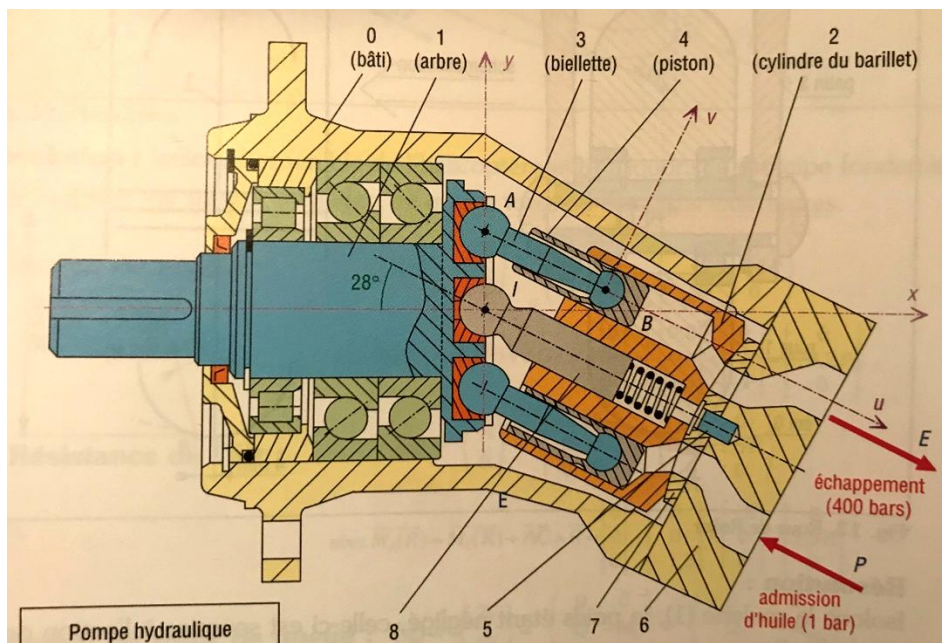 0
(bâti)
1
(arbre)
3
(biellette)
4
(piston)
2
(cylindre du barillet)
y
v
A
28°
I
x
B
u
E
échappement
(400 bars)
E
P
admission
d'huile (1 bar)
8
5
7
6
Pompe hydraulique